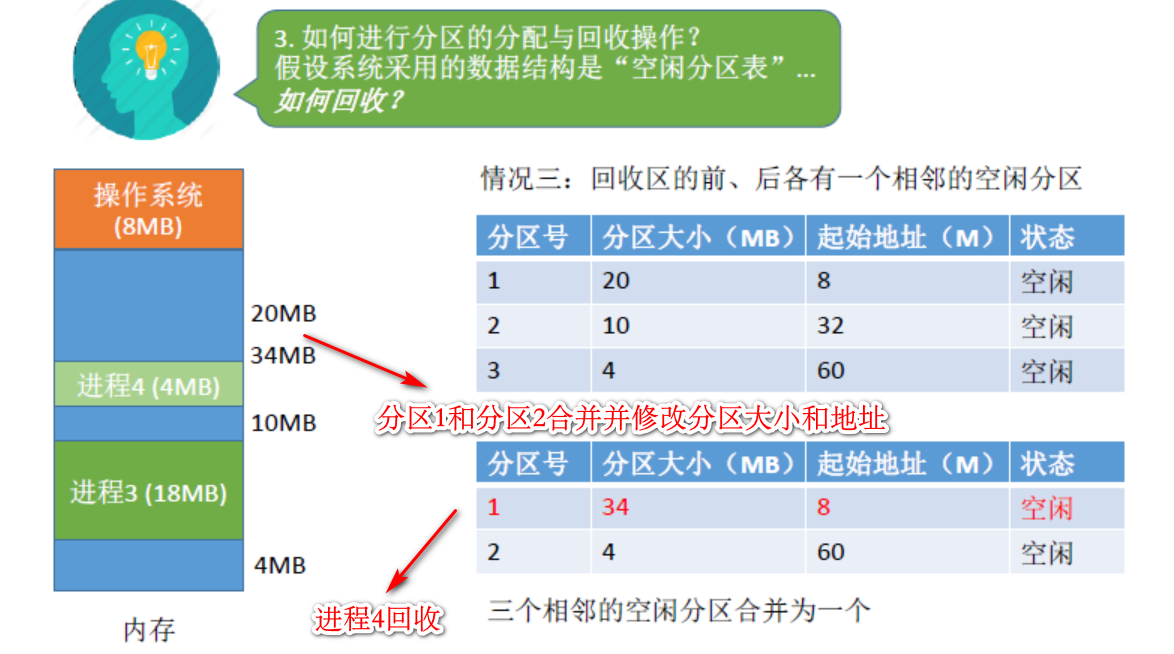 3. 如何进行分区的分配与回收操作？
假设系统采用的数据结构是“空闲分区表”...
如何回收？
情况三：回收区的前、后各有一个相邻的空闲分区
操作系统
(8MB)
20MB
34MB
进程4 (4MB)
10MB
进程3 (18MB)
4MB
内存
分区号 分区大小（MB） 起始地址（M） 状态
1 20 8 空闲
2 10 32 空闲
3 4 60 空闲
分区1和分区2合并并修改分区大小和地址
分区号 分区大小（MB） 起始地址（M） 状态
1 34 8 空闲
2 4 60 空闲
进程4回收
三个相邻的空闲分区合并为一个